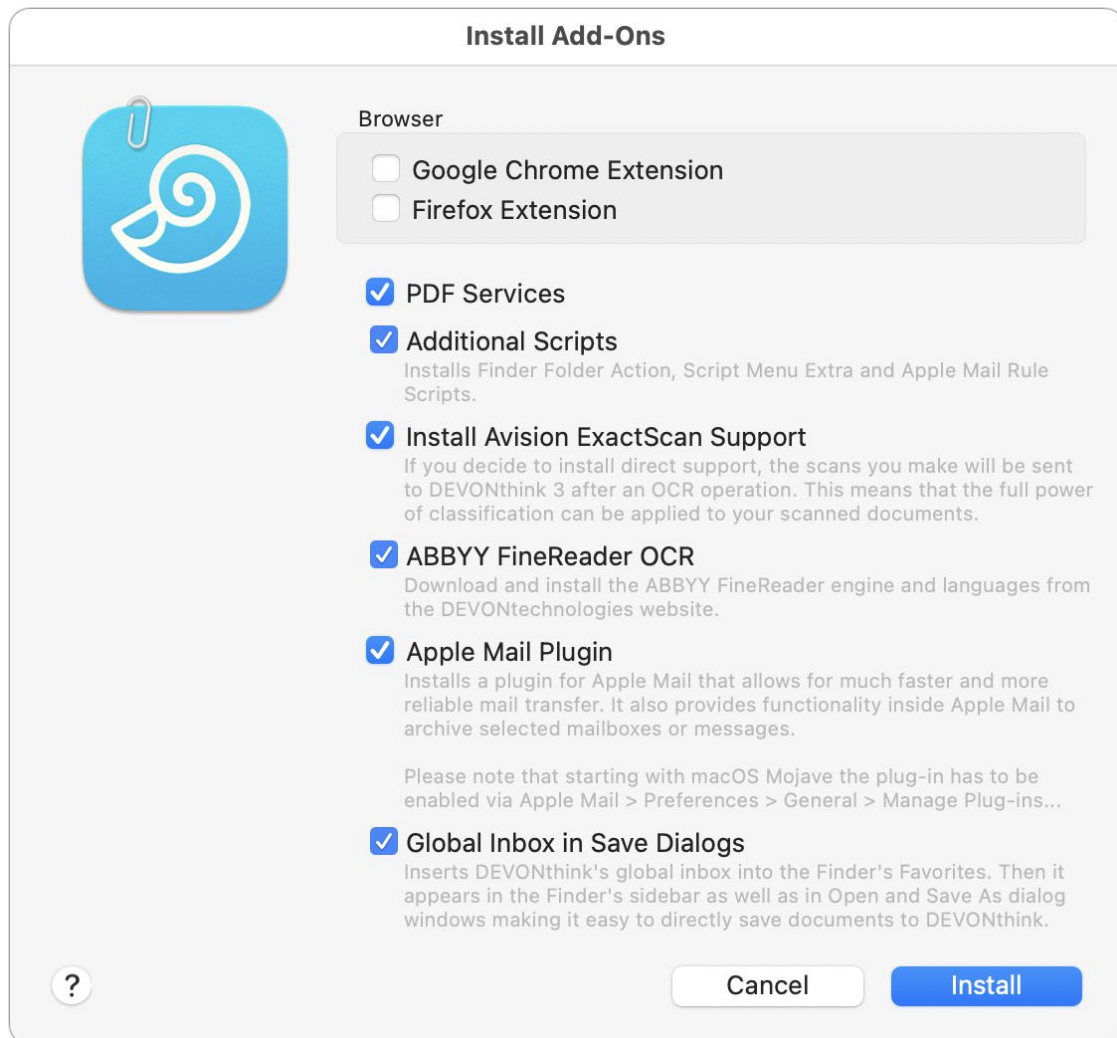 Install Add-Ons
Browser
Google Chrome Extension
Firefox Extension
PDF Services
Additional Scripts
Installs Finder Folder Action, Script Menu Extra and Apple Mail Rule
Scripts.
Install Avision ExactScan Support
If you decide to install direct support, the scans you make will be sent
to DEVONthink 3 after an OCR operation. This means that the full power
of classification can be applied to your scanned documents.
ABBYY FineReader OCR
Download and install the ABBYY FineReader engine and languages from
the DEVONtechnologies website.
Apple Mail Plugin
Installs a plugin for Apple Mail that allows for much faster and more
reliable mail transfer. It also provides functionality inside Apple Mail to
archive selected mailboxes or messages.
Please note that starting with macOS Mojave the plug-in has to be
enabled via Apple Mail > Preferences > General > Manage Plug-ins...
Global Inbox in Save Dialogs
Inserts DEVONthink's global inbox into the Finder's Favorites. Then it
appears in the Finder's sidebar as well as in Open and Save As dialog
windows making it easy to directly save documents to DEVONthink.
?
Cancel
Install